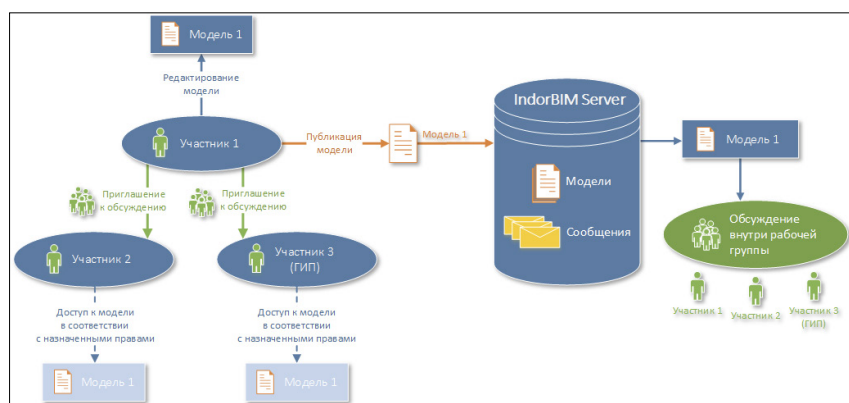 Модель 1
Редактирование
модели
Участник 1
Публикация
модели
Модель 1
IndorBIM Server
Модели
Сообщения
Модель 1
Приглашение
к обсуждению
Приглашение
к обсуждению
Обсуждение
внутри рабочей
группы
Участник 2
Участник 3
(ГИП)
Участник 1
Участник 2
Участник 3
(ГИП)
Доступ к модели
в соответствии
с назначенными правами
Доступ к модели
в соответствии
с назначенными правами
Модель 1
Модель 1